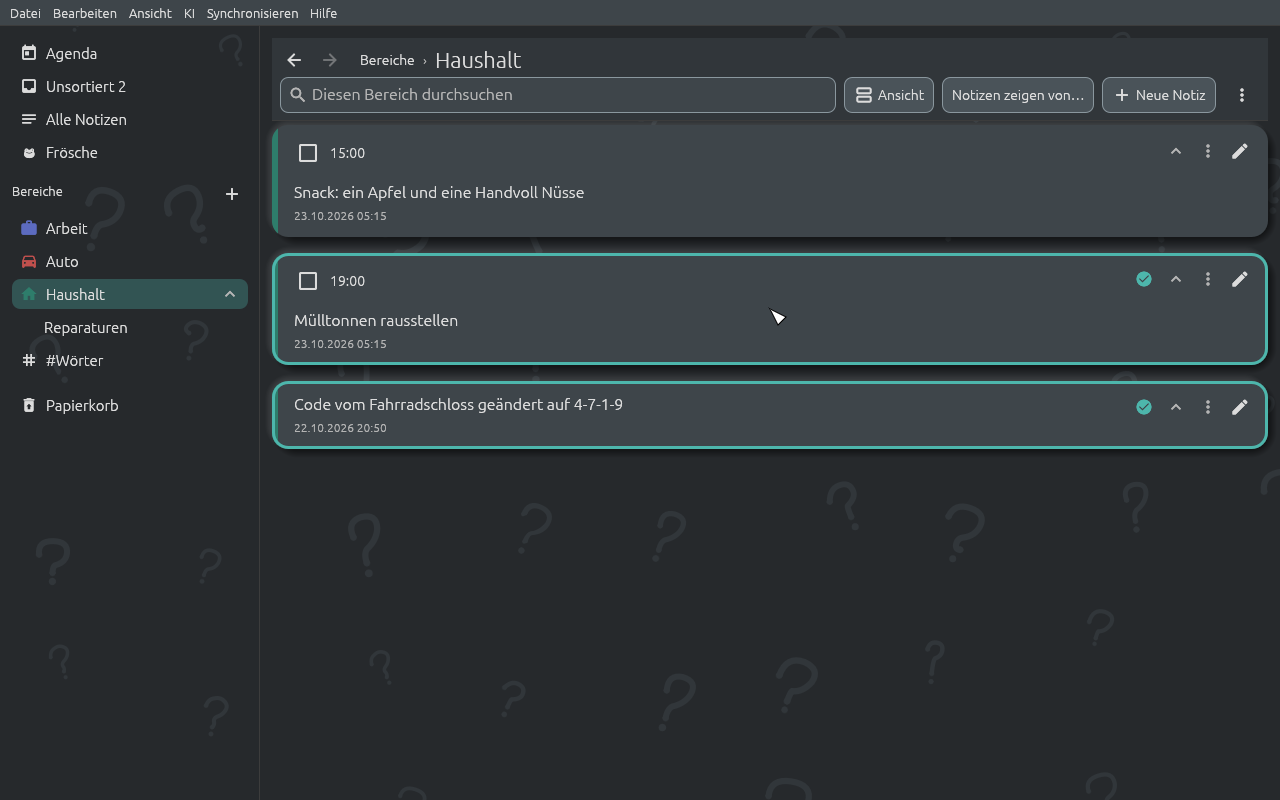 Datei Bearbeiten Ansicht KI Synchronisieren Hilfe
Agenda
Unsortiert 2
Alle Notizen
Frösche
Bereiche
Arbeit
Auto
Haushalt
Reparaturen
#Wörter
Papierkorb
Bereiche › Haushalt
Diesen Bereich durchsuchen
Ansicht
Notizen zeigen von…
Neue Notiz
15:00
Snack: ein Apfel und eine Handvoll Nüsse
23.10.2026 05:15
19:00
Mülltonnen rausstellen
23.10.2026 05:15
Code vom Fahrradschloss geändert auf 4-7-1-9
22.10.2026 20:50